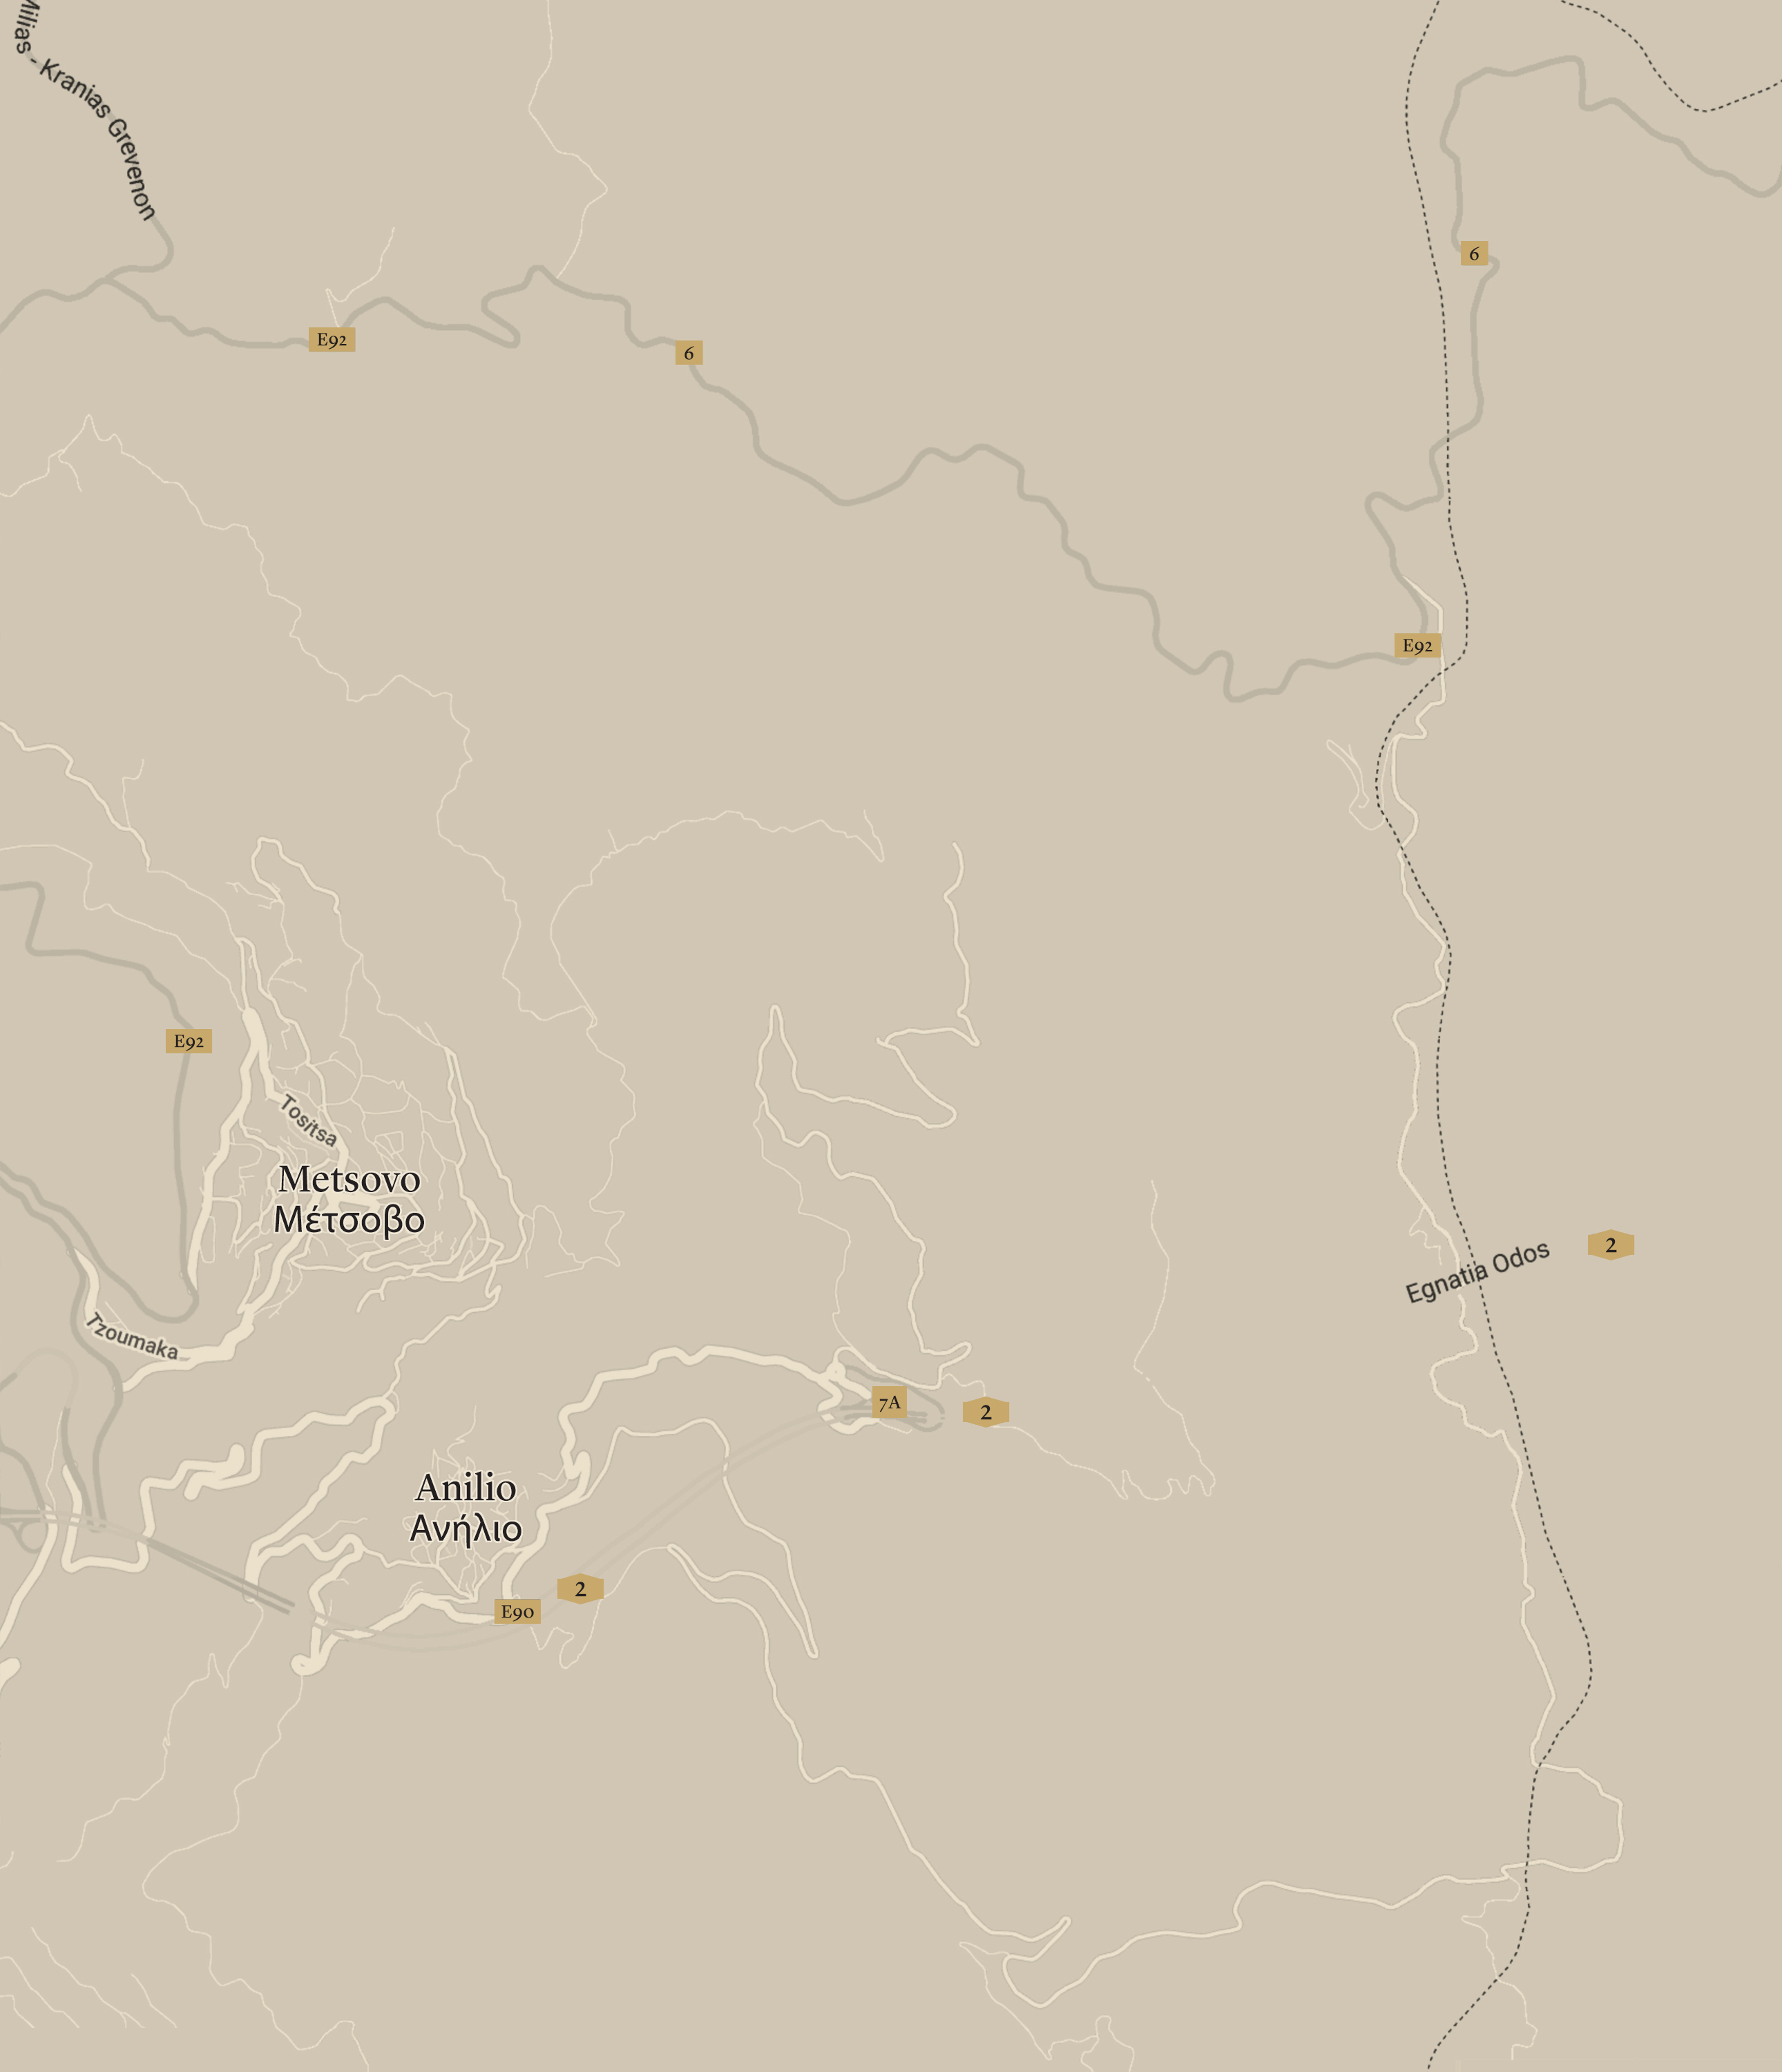 Milias - Kranias Grevenon
6
E92
6
E92
E92
Tositsa
Metsovo
Μέτσοβο
2
Egnatia Odos
Tzoumaka
7A
2
Anilio
Ανήλιο
2
E90